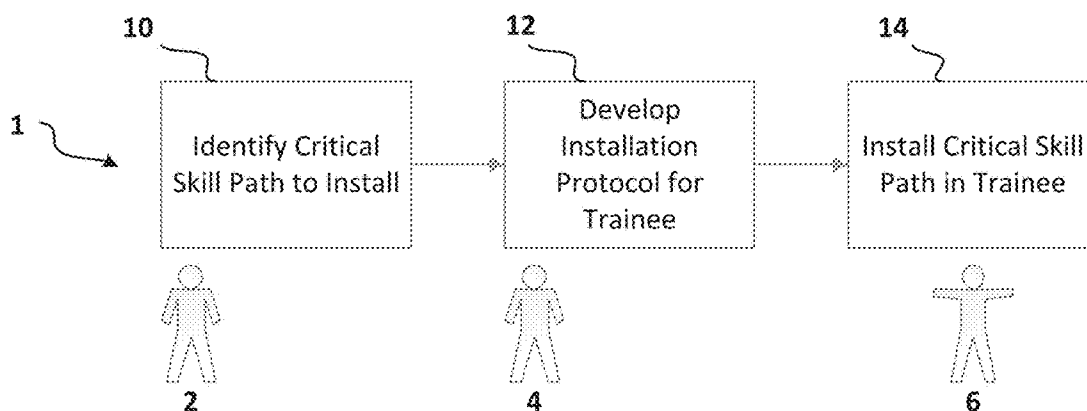 10
12
14
1
Identify Critical
Skill Path to Install
Develop
Installation
Protocol for
Trainee
Install Critical Skill
Path in Trainee
2
4
6